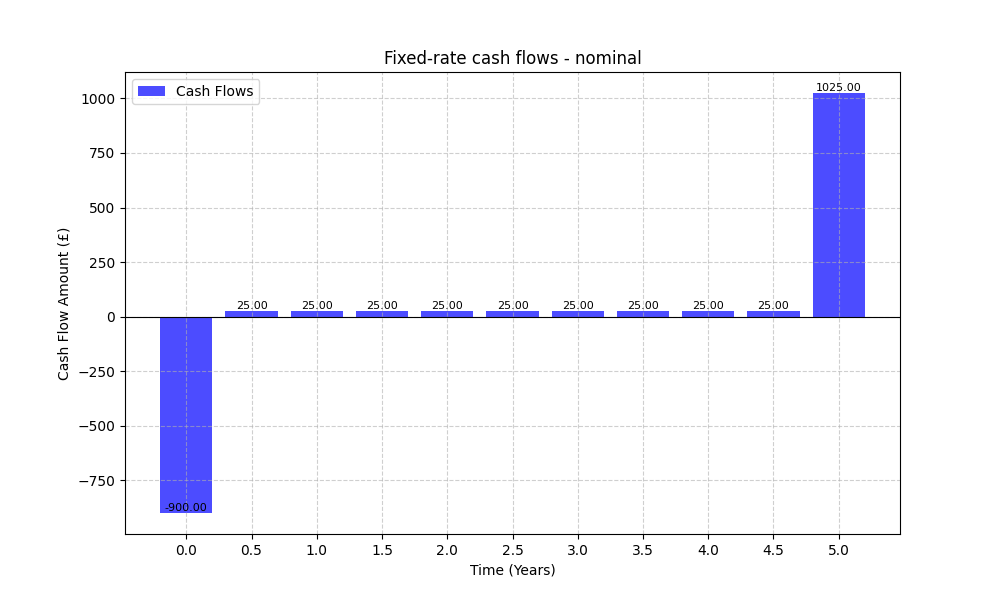 Fixed-rate cash flows - nominal
Cash Flows
1025.00
25.00 25.00 25.00 25.00 25.00 25.00 25.00 25.00 25.00
-900.00
1000
750
500
250
0
−250
−500
−750
Cash Flow Amount (£)
0.0 0.5 1.0 1.5 2.0 2.5 3.0 3.5 4.0 4.5 5.0
Time (Years)